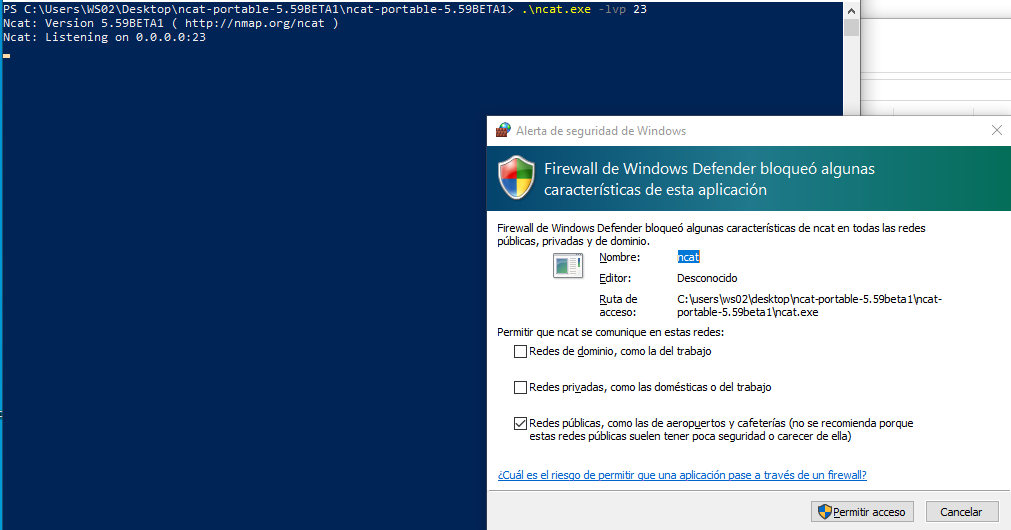 PS C:\Users\WS02\Desktop\ncat-portable-5.59BETA1\ncat-portable-5.59BETA1> .\ncat.exe -lvp 23
Ncat: Version 5.59BETA1 ( http://nmap.org/ncat )
Ncat: Listening on 0.0.0.0:23
Alerta de seguridad de Windows
Firewall de Windows Defender bloqueó algunas
características de esta aplicación
Firewall de Windows Defender bloqueó algunas características de ncat en todas las redes
públicas, privadas y de dominio.
Nombre: ncat
Editor: Desconocido
Ruta de acceso: C:\users\ws02\desktop\ncat-portable-5.59beta1\ncat-
portable-5.59beta1\ncat.exe
Permitir que ncat se comunique en estas redes:
Redes de dominio, como la del trabajo
Redes privadas, como las domésticas o del trabajo
Redes públicas, como las de aeropuertos y cafeterías (no se recomienda porque
estas redes públicas suelen tener poca seguridad o carecer de ella)
¿Cuál es el riesgo de permitir que una aplicación pase a través de un firewall?
Permitir acceso Cancelar